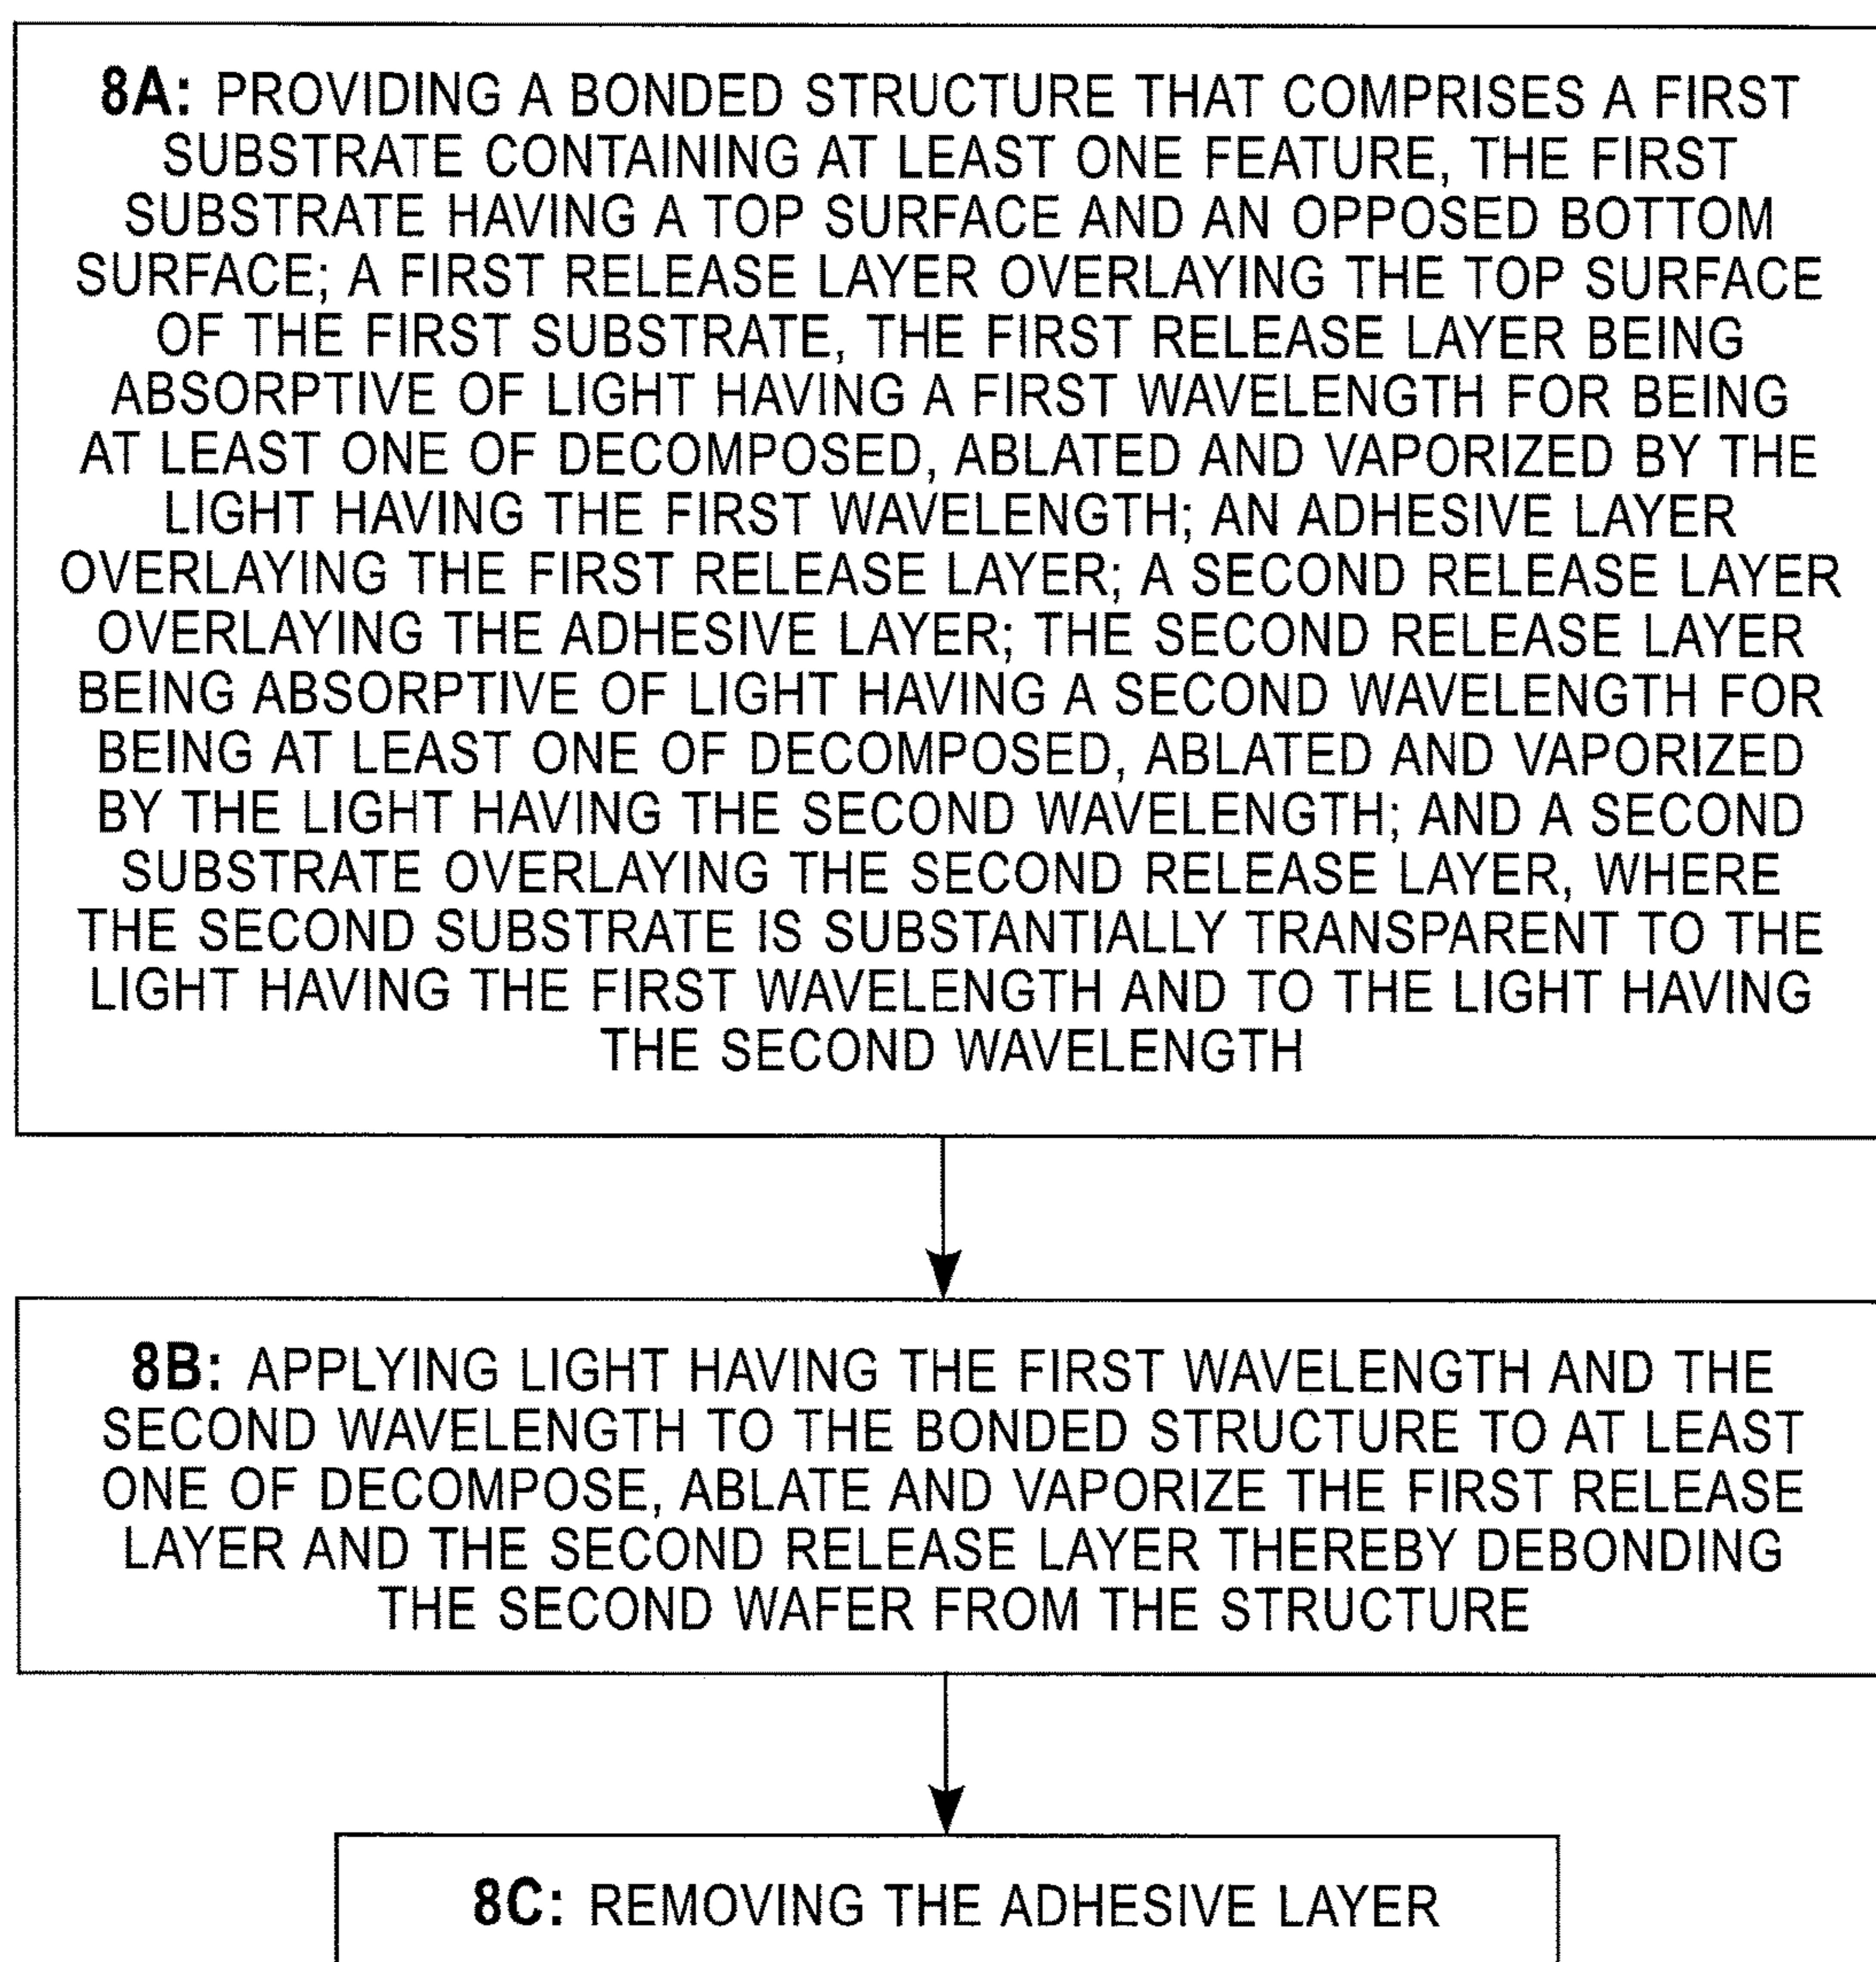 8A: PROVIDING A BONDED STRUCTURE THAT COMPRISES A FIRST
SUBSTRATE CONTAINING AT LEAST ONE FEATURE, THE FIRST
SUBSTRATE HAVING A TOP SURFACE AND AN OPPOSED BOTTOM
SURFACE; A FIRST RELEASE LAYER OVERLAYING THE TOP SURFACE
OF THE FIRST SUBSTRATE, THE FIRST RELEASE LAYER BEING
ABSORPTIVE OF LIGHT HAVING A FIRST WAVELENGTH FOR BEING
AT LEAST ONE OF DECOMPOSED, ABLATED AND VAPORIZED BY THE
LIGHT HAVING THE FIRST WAVELENGTH; AN ADHESIVE LAYER
OVERLAYING THE FIRST RELEASE LAYER; A SECOND RELEASE LAYER
OVERLAYING THE ADHESIVE LAYER; THE SECOND RELEASE LAYER
BEING ABSORPTIVE OF LIGHT HAVING A SECOND WAVELENGTH FOR
BEING AT LEAST ONE OF DECOMPOSED, ABLATED AND VAPORIZED
BY THE LIGHT HAVING THE SECOND WAVELENGTH; AND A SECOND
SUBSTRATE OVERLAYING THE SECOND RELEASE LAYER, WHERE
THE SECOND SUBSTRATE IS SUBSTANTIALLY TRANSPARENT TO THE
LIGHT HAVING THE FIRST WAVELENGTH AND TO THE LIGHT HAVING
THE SECOND WAVELENGTH
8B: APPLYING LIGHT HAVING THE FIRST WAVELENGTH AND THE
SECOND WAVELENGTH TO THE BONDED STRUCTURE TO AT LEAST
ONE OF DECOMPOSE, ABLATE AND VAPORIZE THE FIRST RELEASE
LAYER AND THE SECOND RELEASE LAYER THEREBY DEBONDING
THE SECOND WAFER FROM THE STRUCTURE
8C: REMOVING THE ADHESIVE LAYER